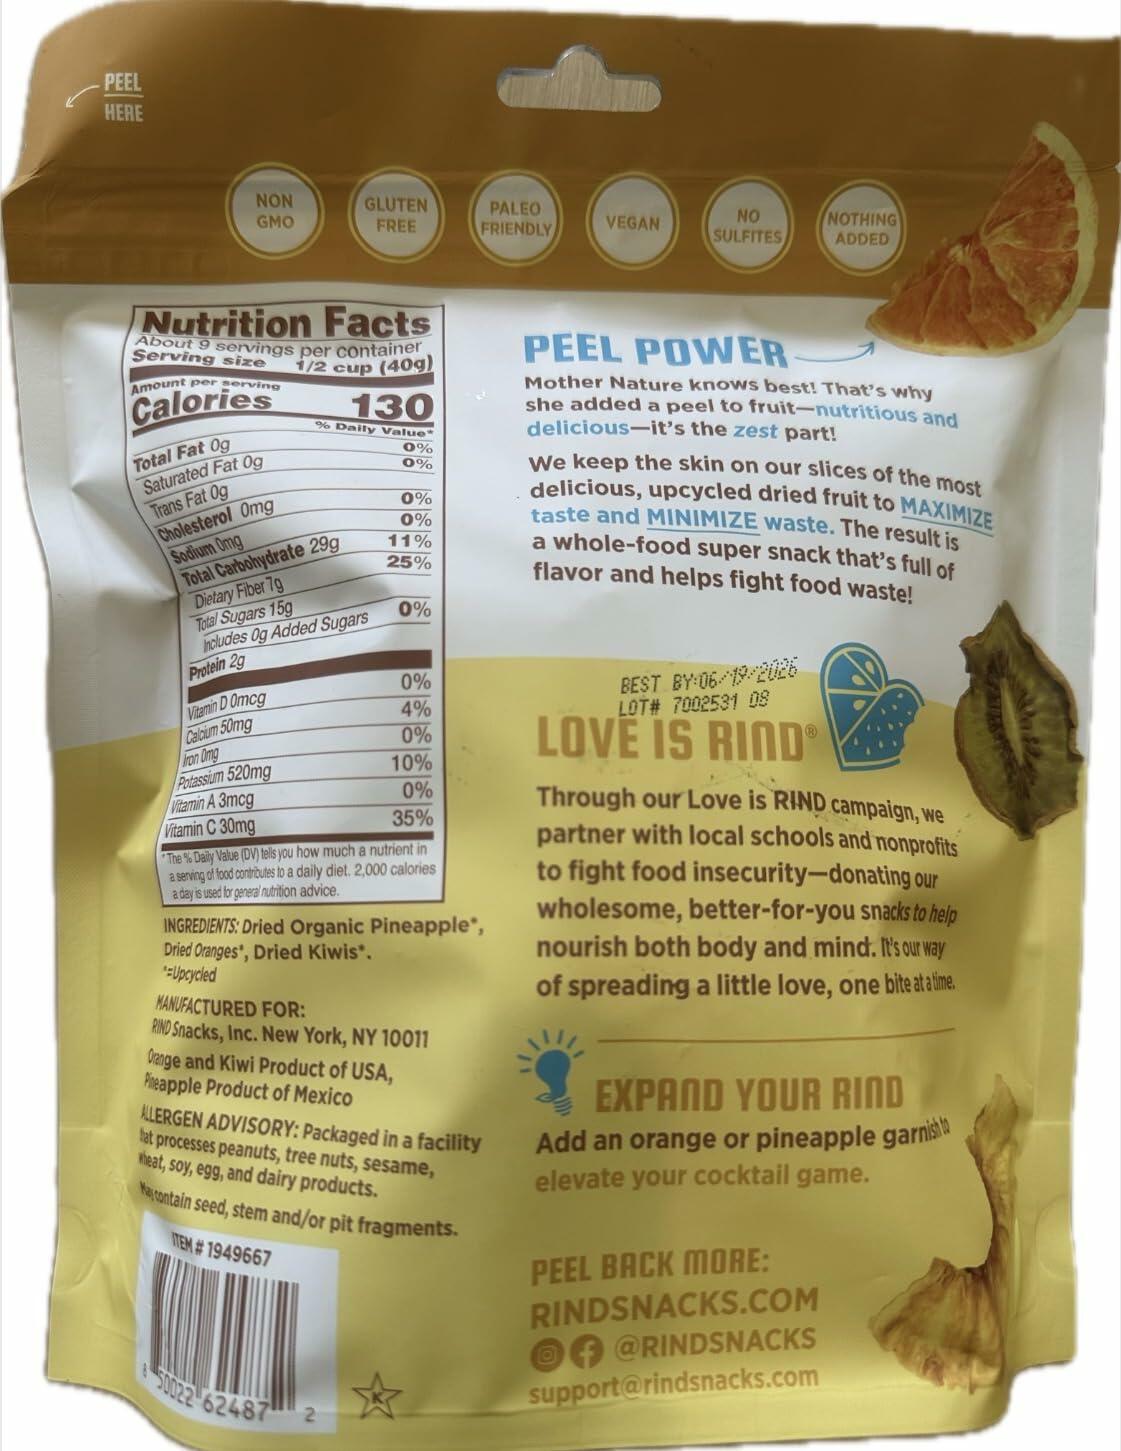 PEEL
HERE
NON
GMO
GLUTEN
FREE
PALEO
FRIENDLY
VEGAN
NO
SULFITES
NOTHING
ADDED
Nutrition Facts
About 9 servings per container
Serving size 1/2 cup (40g)
Amount per serving
Calories 130
% Daily Value*
Total Fat 0g 0%
Saturated Fat 0g 0%
Trans Fat 0g
Cholesterol 0mg 0%
Sodium 0mg 0%
Total Carbohydrate 29g 11%
Dietary Fiber 7g 25%
Total Sugars 15g
Includes 0g Added Sugars 0%
Protein 2g
Vitamin D 0mcg 0%
Calcium 50mg 4%
Iron 0mg 0%
Potassium 520mg 10%
Vitamin A 3mcg 0%
Vitamin C 30mg 35%
*The % Daily Value (DV) tells you how much a nutrient in
a serving of food contributes to a daily diet. 2,000 calories
a day is used for general nutrition advice.
INGREDIENTS: Dried Organic Pineapple*,
Dried Oranges*, Dried Kiwis*.
*=Upcycled
MANUFACTURED FOR:
RIND Snacks, Inc. New York, NY 10011
Orange and Kiwi Product of USA,
Pineapple Product of Mexico
ALLERGEN ADVISORY: Packaged in a facility
that processes peanuts, tree nuts, sesame,
wheat, soy, egg, and dairy products.
May contain seed, stem and/or pit fragments.
ITEM # 1949667
8 50022 62487 2
K
PEEL POWER
Mother Nature knows best! That's why
she added a peel to fruit—nutritious and
delicious—it's the zest part!
We keep the skin on our slices of the most
delicious, upcycled dried fruit to MAXIMIZE
taste and MINIMIZE waste. The result is
a whole-food super snack that's full of
flavor and helps fight food waste!
BEST BY:06/19/2026
LOT# 7002531 08
LOVE IS RIND®
Through our Love is RIND campaign, we
partner with local schools and nonprofits
to fight food insecurity—donating our
wholesome, better-for-you snacks to help
nourish both body and mind. It's our way
of spreading a little love, one bite at a time.
EXPAND YOUR RIND
Add an orange or pineapple garnish to
elevate your cocktail game.
PEEL BACK MORE:
RINDSNACKS.COM
@RINDSNACKS
support@rindsnacks.com